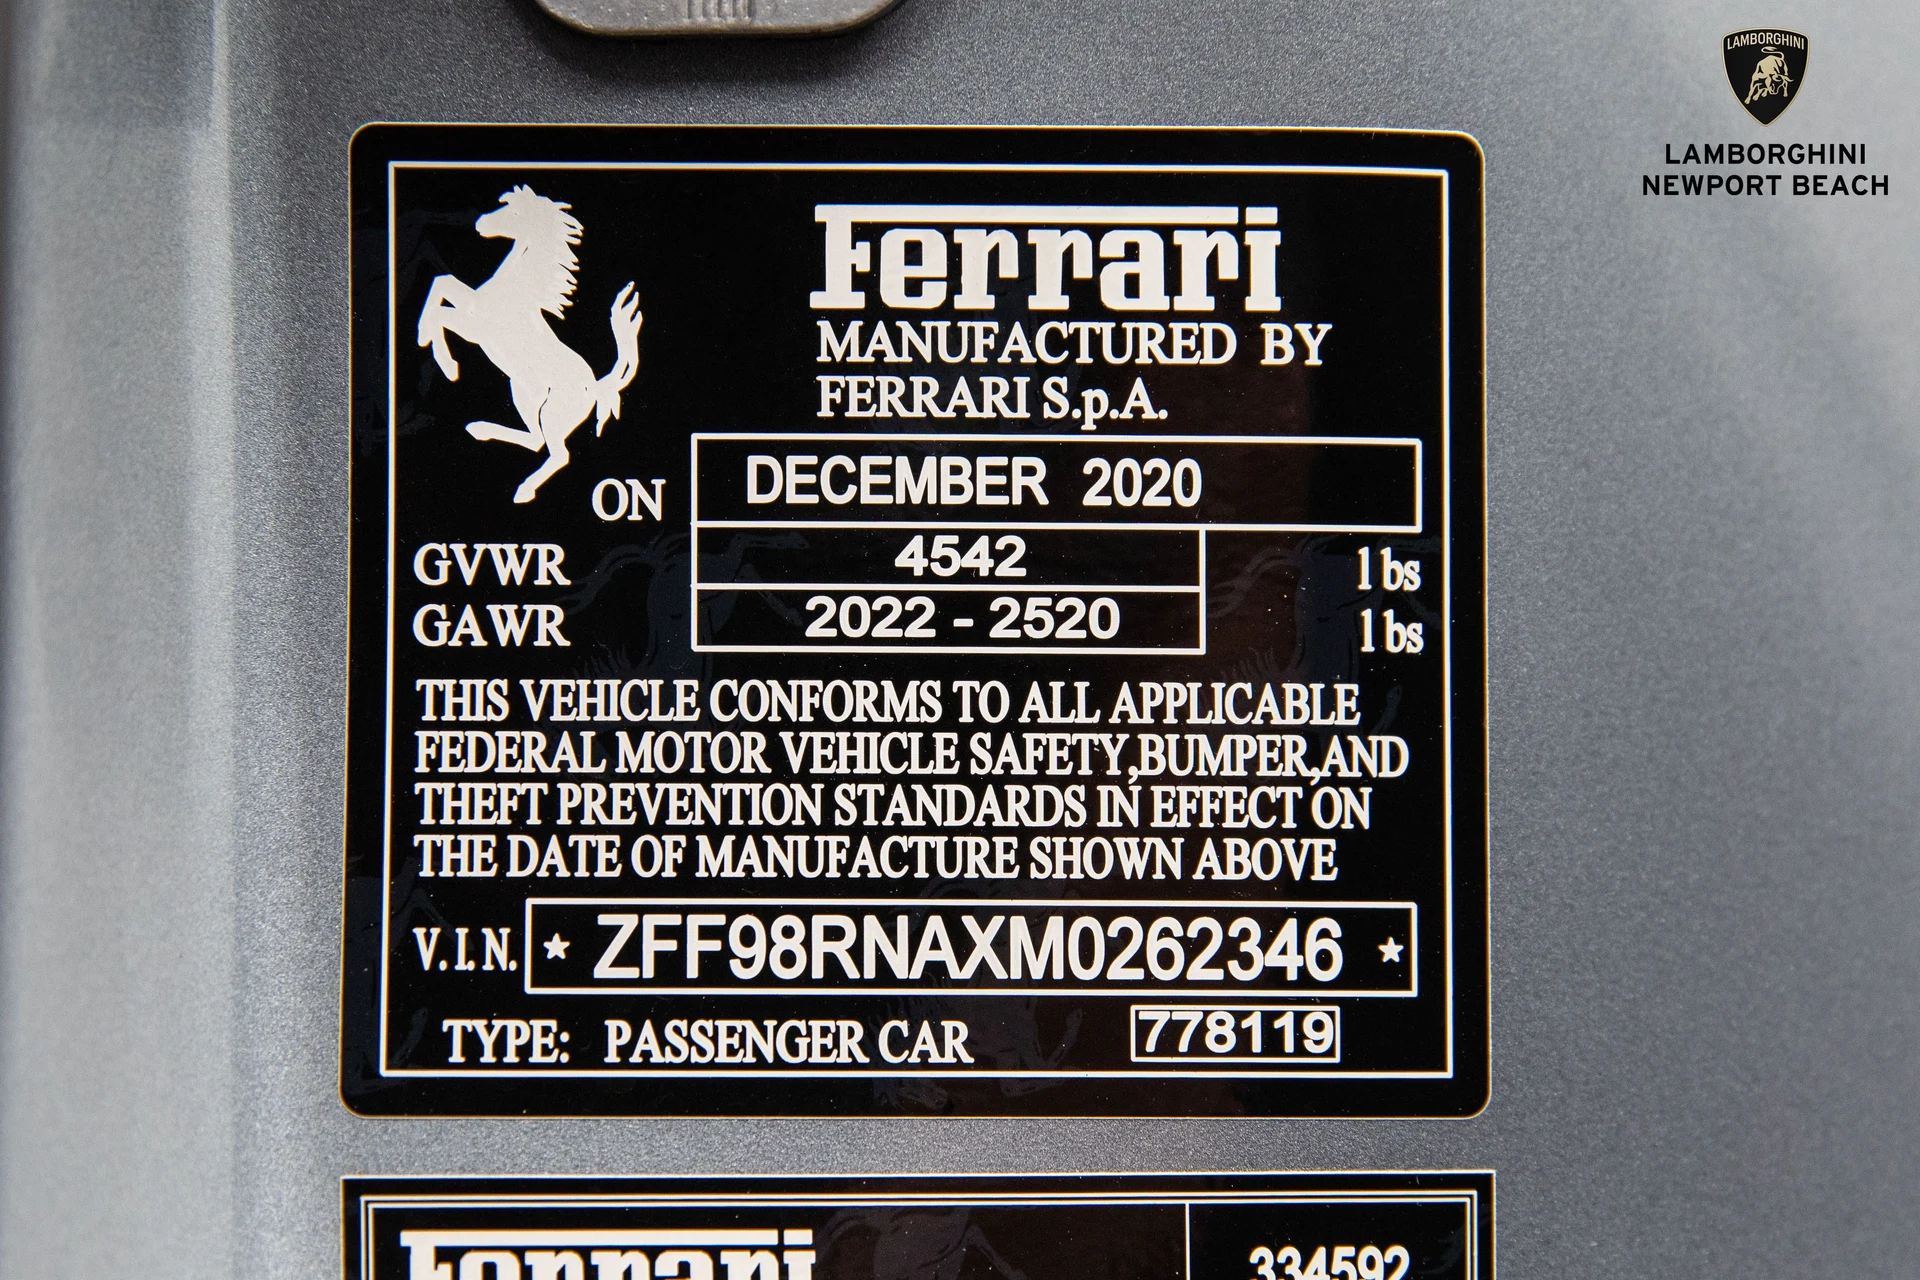 LAMBORGHINI
LAMBORGHINI
NEWPORT BEACH
Ferrari
MANUFACTURED BY
FERRARI S.p.A.
ON DECEMBER 2020
GVWR 4542 lbs
GAWR 2022 - 2520 lbs
THIS VEHICLE CONFORMS TO ALL APPLICABLE
FEDERAL MOTOR VEHICLE SAFETY,BUMPER,AND
THEFT PREVENTION STANDARDS IN EFFECT ON
THE DATE OF MANUFACTURE SHOWN ABOVE
V.I.N. ★ ZFF98RNAXM0262346 ★
TYPE: PASSENGER CAR 778119
Ferrari 334592